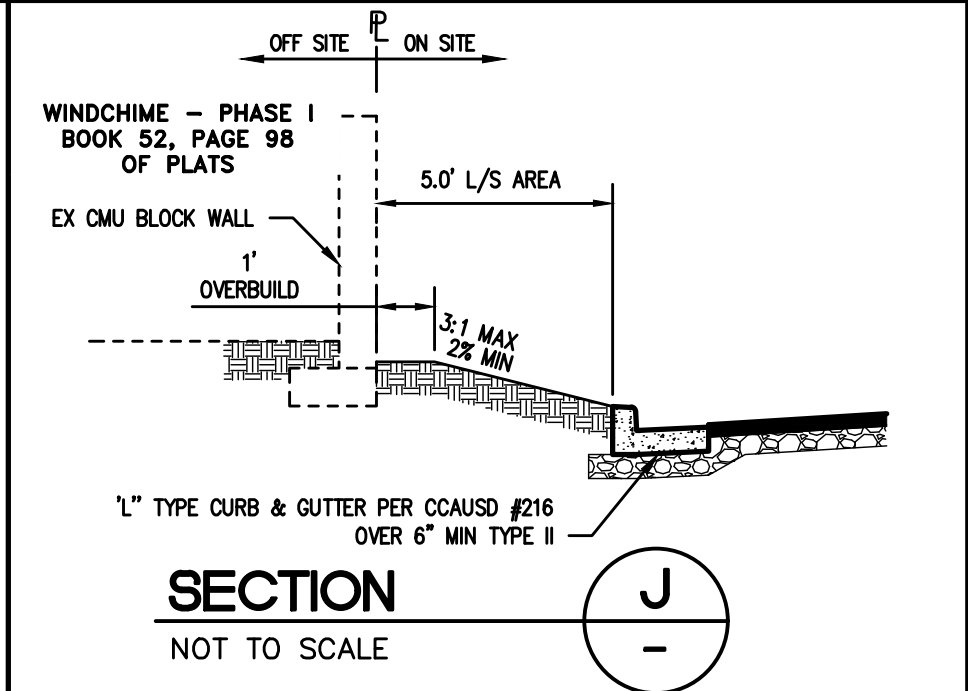 PL
OFF SITE
ON SITE
WINDCHIME - PHASE I
BOOK 52, PAGE 98
OF PLATS
5.0' L/S AREA
EX CMU BLOCK WALL
1'
OVERBUILD
3:1 MAX
2% MIN
'L" TYPE CURB & GUTTER PER CCAUSD #216
OVER 6" MIN TYPE II
SECTION
NOT TO SCALE
J
-